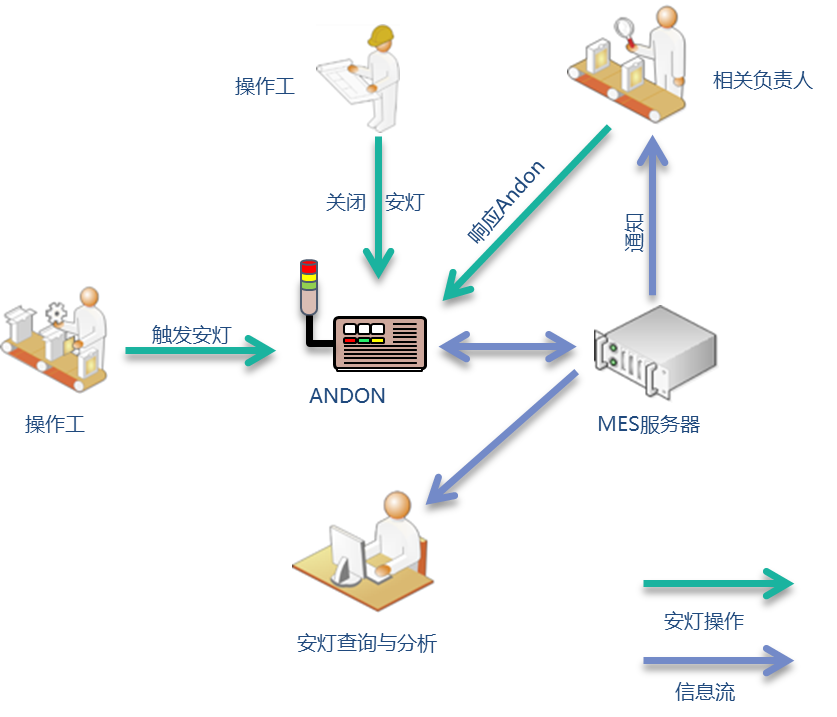 操作工
相关负责人
关闭 安灯
响应Andon
通知
触发安灯
操作工
ANDON
MES服务器
安灯查询与分析
安灯操作
信息流